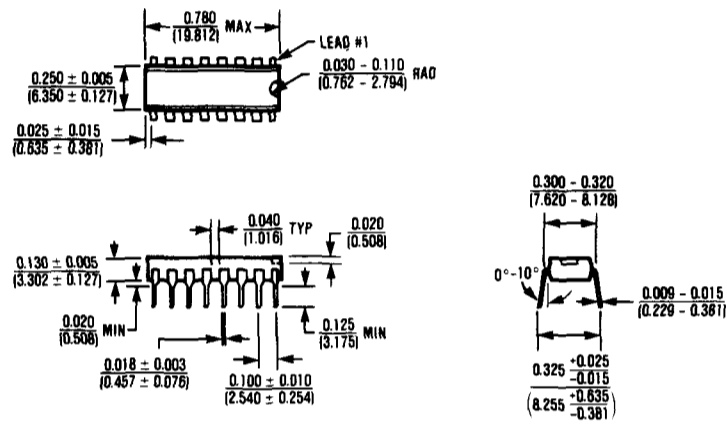 0.780
(19.812)
MAX
LEAD #1
0.030 - 0.110
(0.762 - 2.794)
RAD
0.250 ± 0.005
(6.350 ± 0.127)
0.025 ± 0.015
(0.635 ± 0.381)
0.040
(1.016)
TYP
0.020
(0.508)
0.130 ± 0.005
(3.302 ± 0.127)
0.020
(0.508)
MIN
0.125
(3.175)
MIN
0.018 ± 0.003
(0.457 ± 0.076)
0.100 ± 0.010
(2.540 ± 0.254)
0.300 - 0.320
(7.620 - 8.128)
0°-10°
0.009 - 0.015
(0.229 - 0.381)
0.325 +0.025
-0.015
(8.255 +0.635
-0.381)